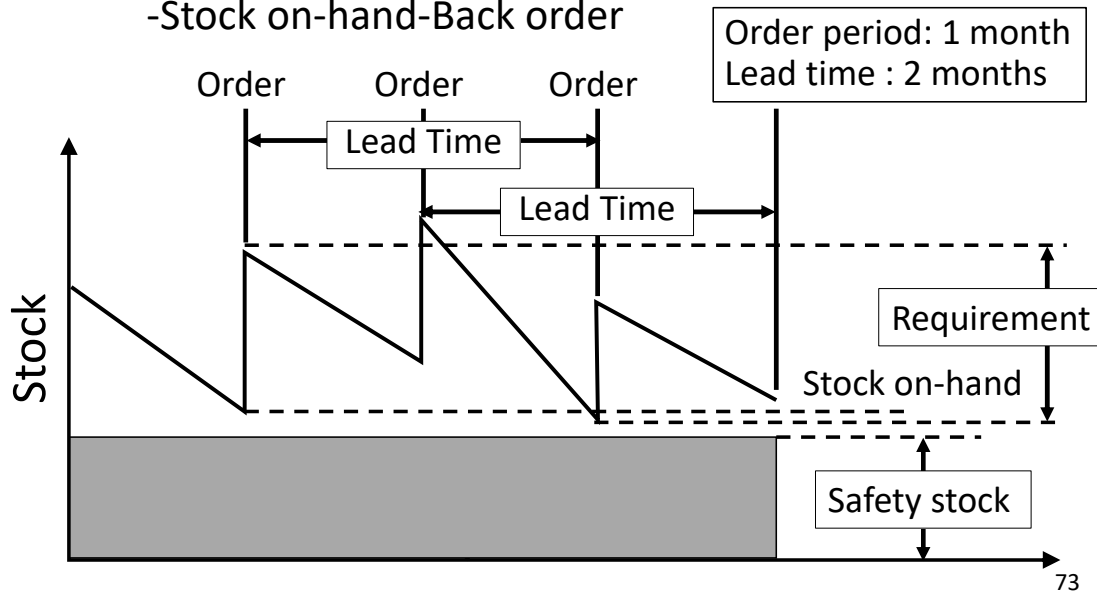 -Stock on-hand-Back order
Order period: 1 month
Lead time : 2 months
Order
Order
Order
Lead Time
Lead Time
Stock
Requirement
Stock on-hand
Safety stock
73